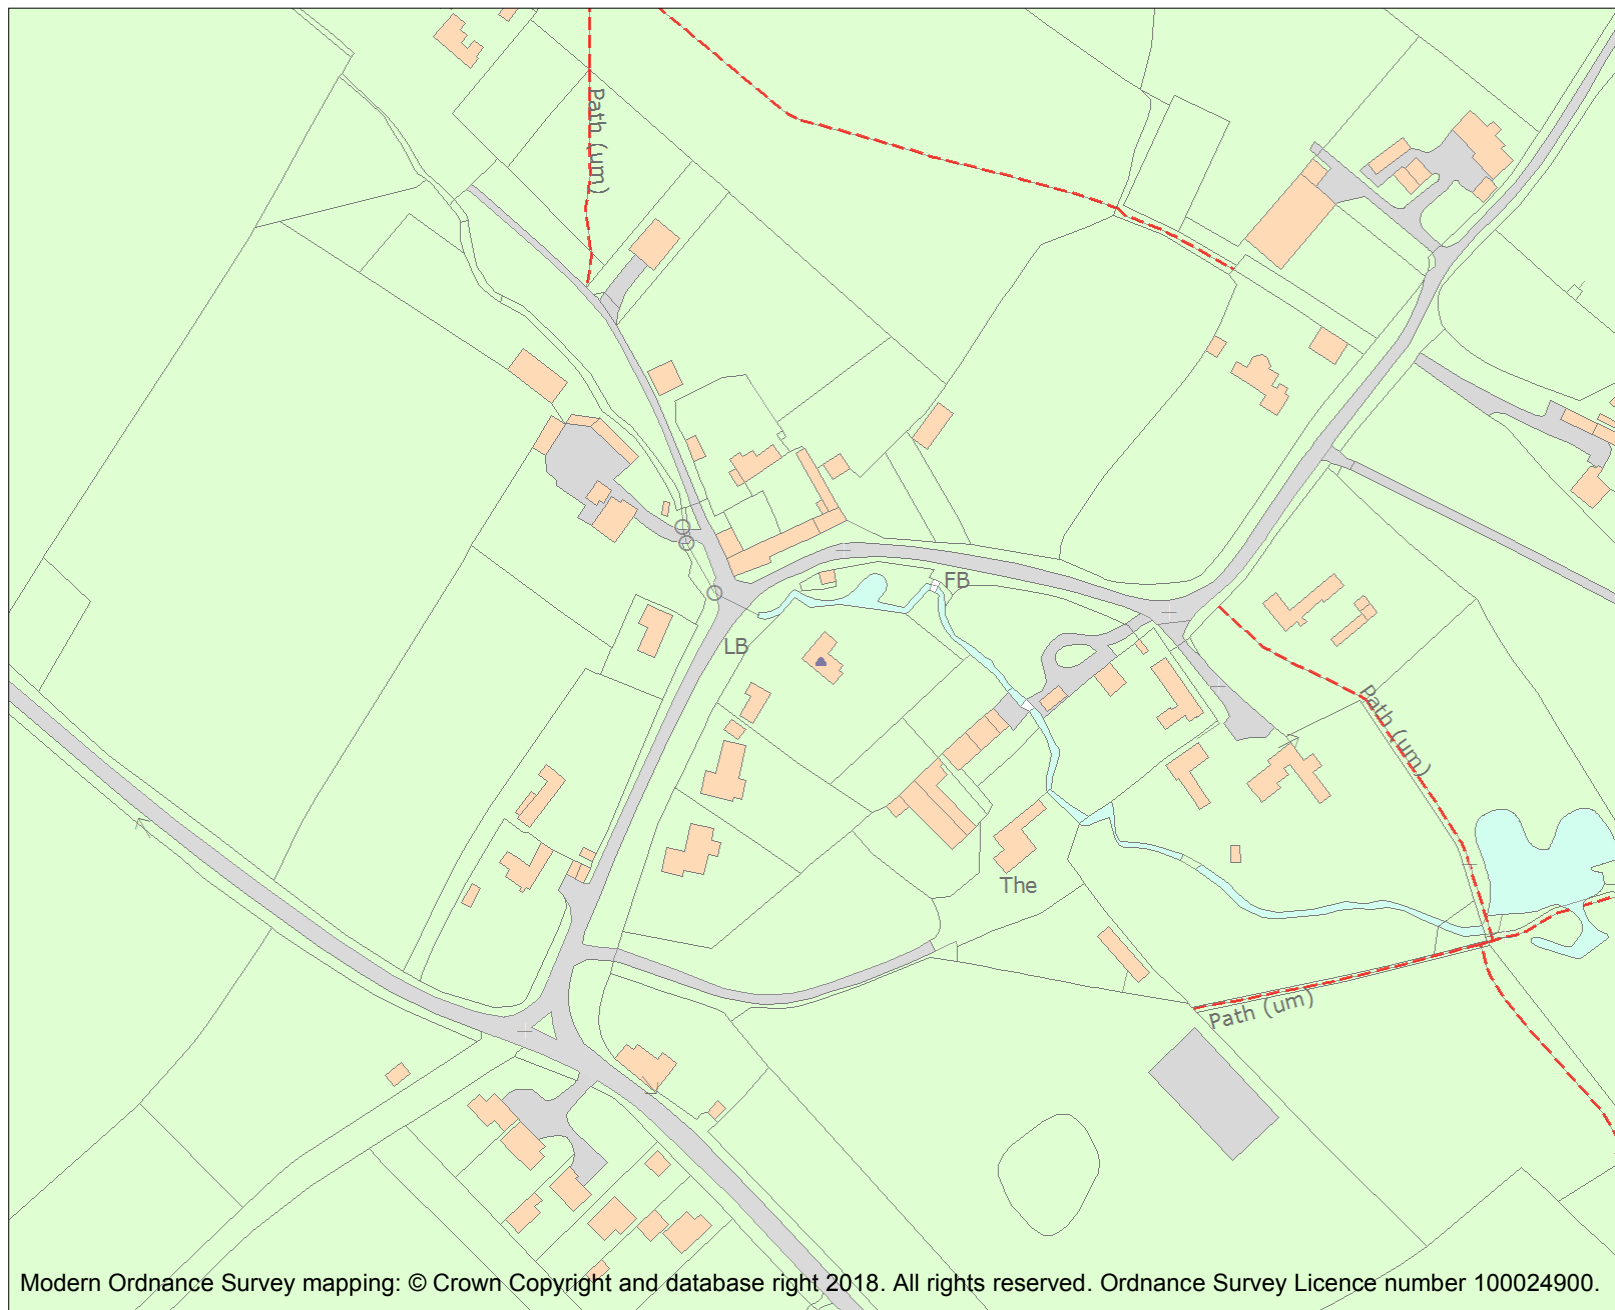 Path (um)
FB
LB
Path (um)
The
Path (um)
Modern Ordnance Survey mapping: © Crown Copyright and database right 2018. All rights reserved. Ordnance Survey Licence number 100024900.